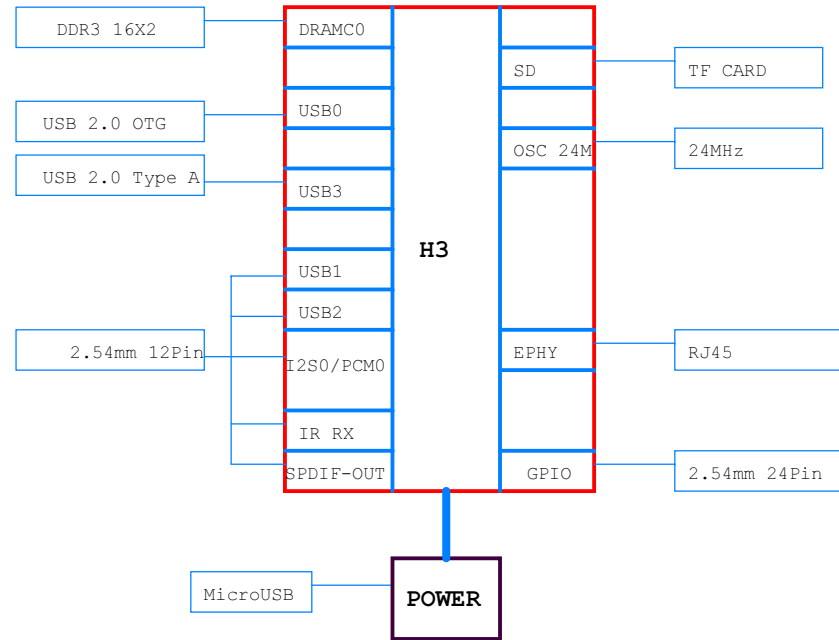 DDR3 16X2
DRAMC0
SD
TF CARD
USB 2.0 OTG
USB0
OSC 24M
24MHz
USB 2.0 Type A
USB3
H3
USB1
USB2
2.54mm 12Pin
I2S0/PCM0
EPHY
RJ45
IR RX
SPDIF-OUT
GPIO
2.54mm 24Pin
MicroUSB
POWER